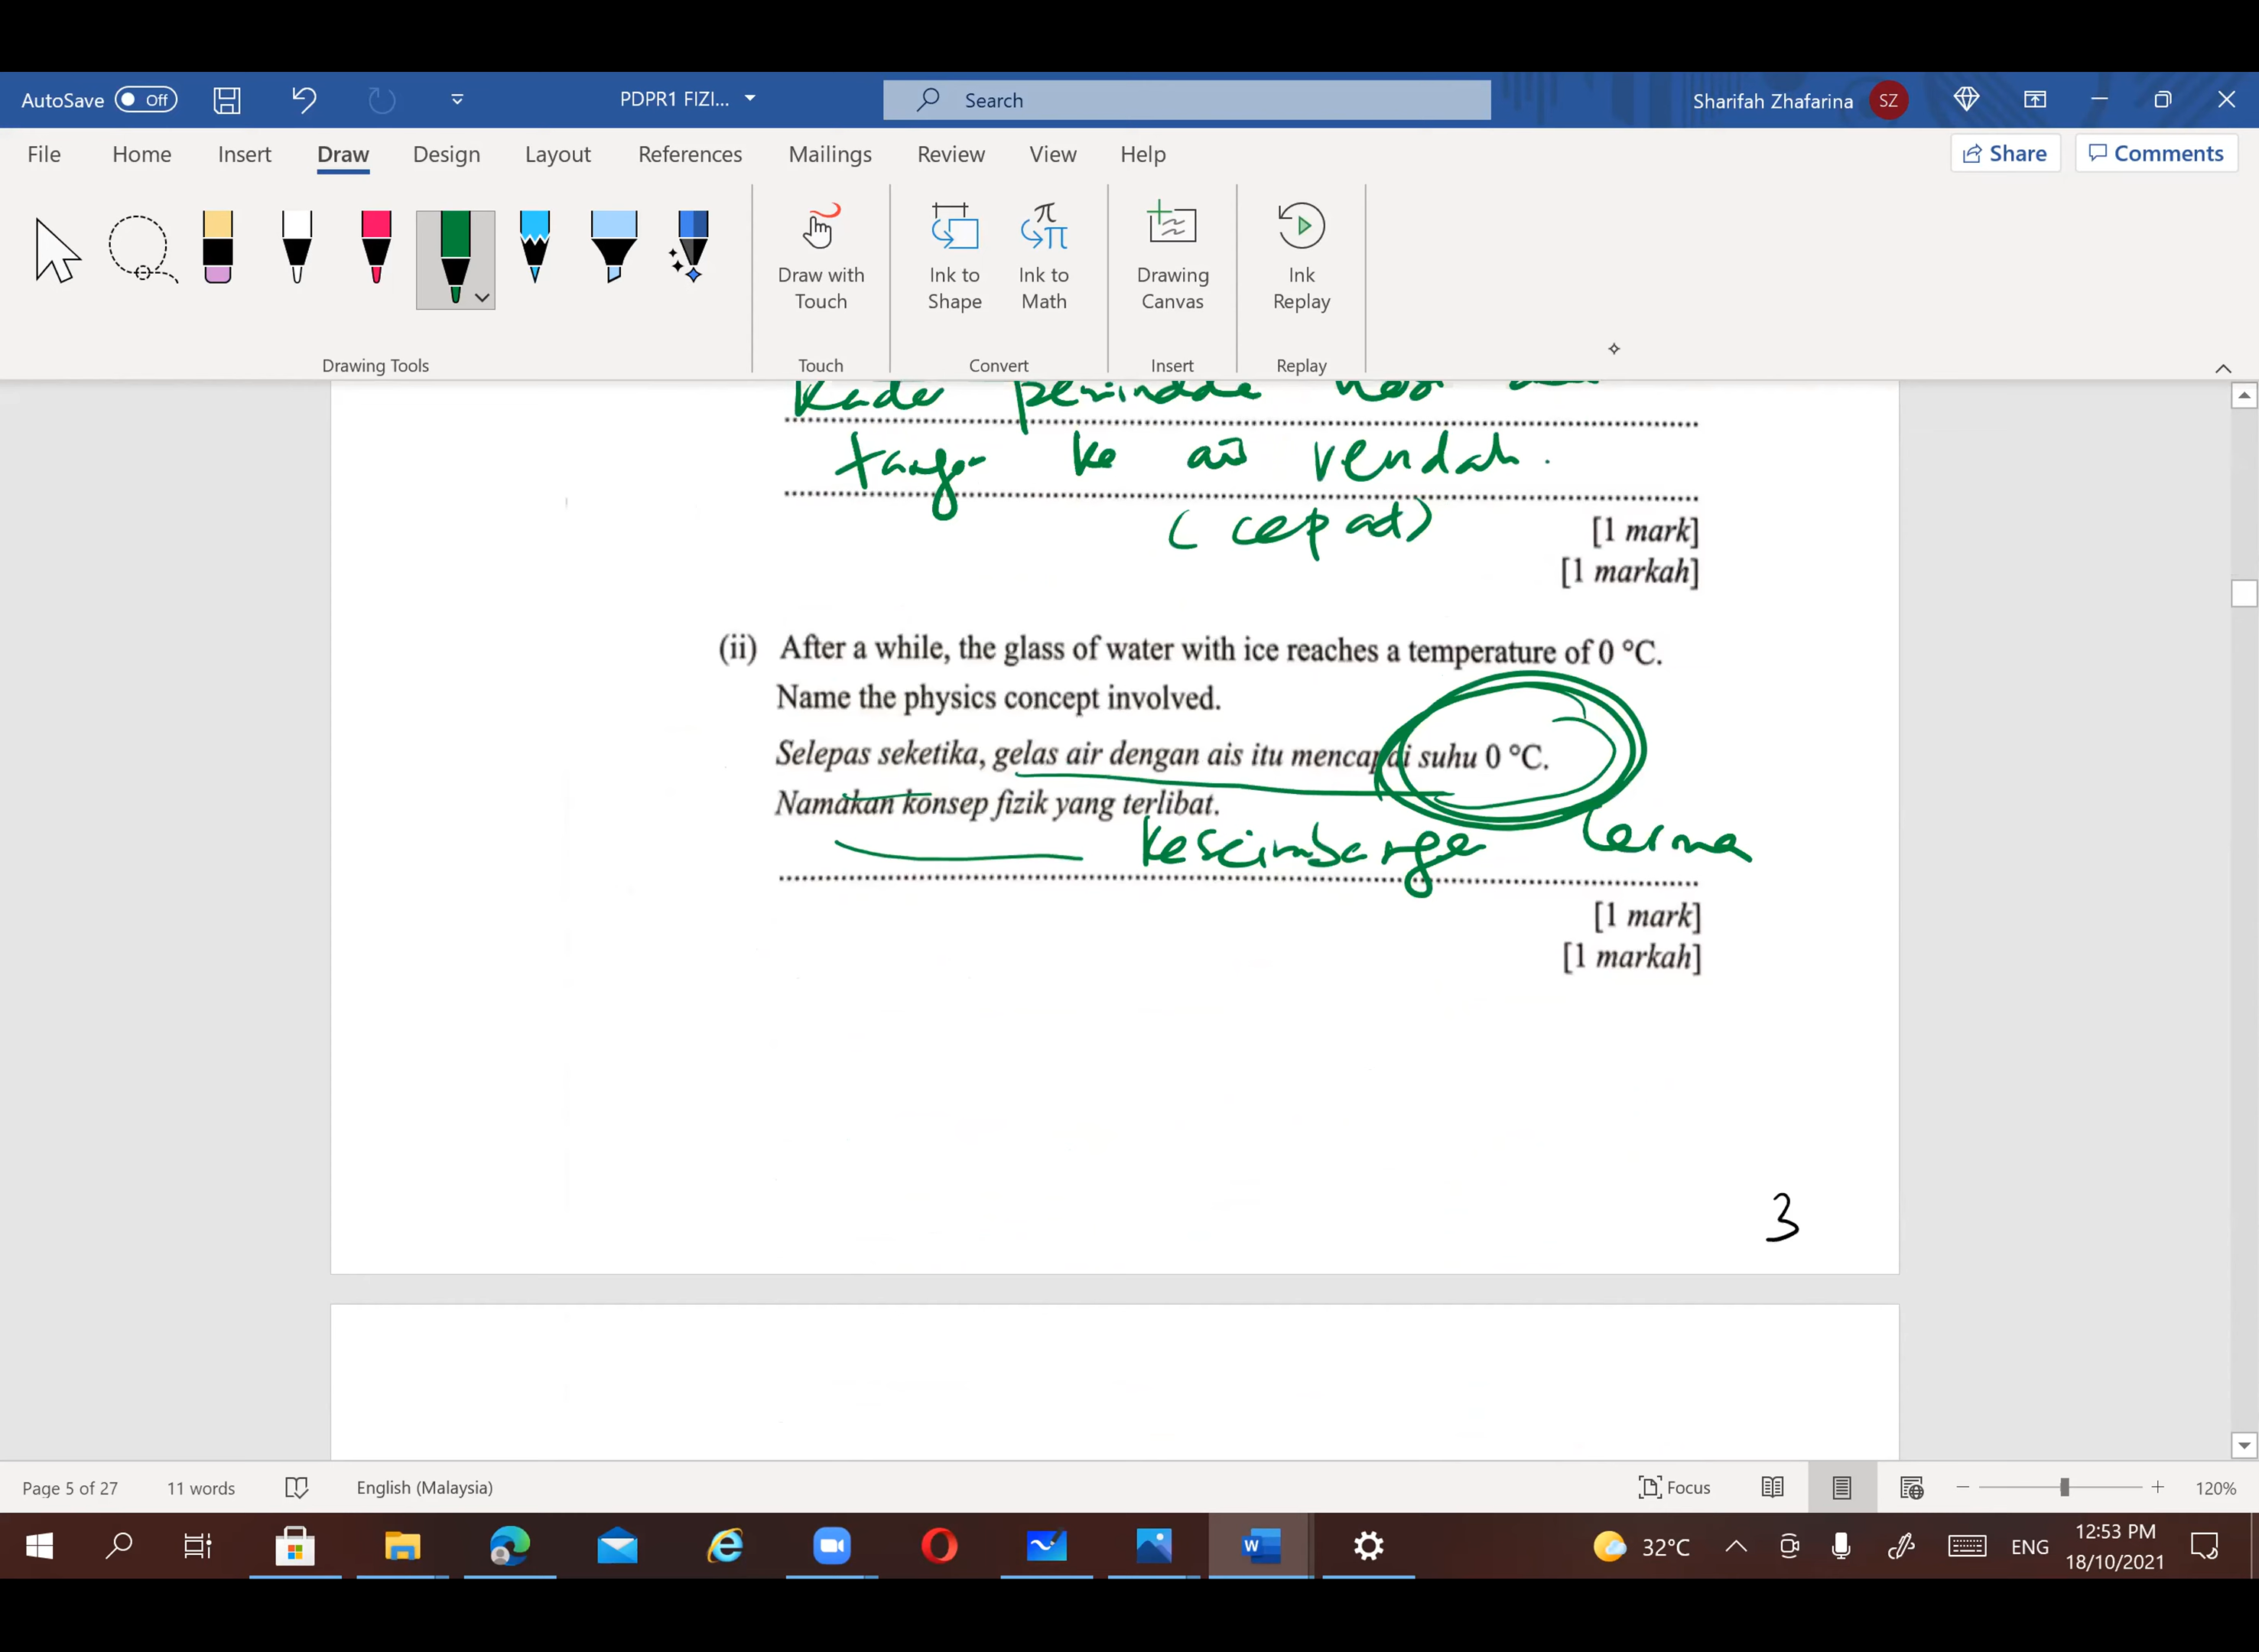 AutoSave Off PDPR1 FIZI... Search Sharifah Zhafarina SZ
File Home Insert Draw Design Layout References Mailings Review View Help Share Comments
Draw with Touch
Ink to Shape
Ink to Math
Drawing Canvas
Ink Replay
Drawing Tools Touch Convert Insert Replay
Kadar
ke air rendah.
(cepat)
[1 mark]
[1 markah]
(ii) After a while, the glass of water with ice reaches a temperature of 0 °C.
Name the physics concept involved.
Selepas seketika, gelas air dengan ais itu mencapai suhu 0 °C.
Namakan konsep fizik yang terlibat.
terma
[1 mark]
[1 markah]
3
Page 5 of 27 11 words English (Malaysia) Focus 120%
32°C ENG 12:53 PM
18/10/2021